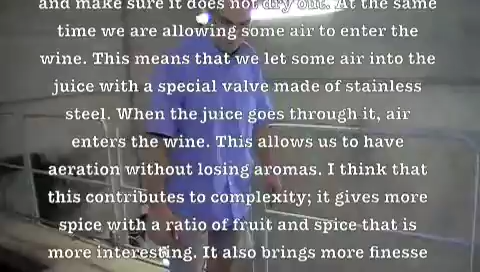 and make sure it does not dry out. At the same
time we are allowing some air to enter the
wine. This means that we let some air into the
juice with a special valve made of stainless
steel. When the juice goes through it, air
enters the wine. This allows us to have
aeration without losing aromas. I think that
this contributes to complexity; it gives more
spice with a ratio of fruit and spice that is
more interesting. It also brings more finesse